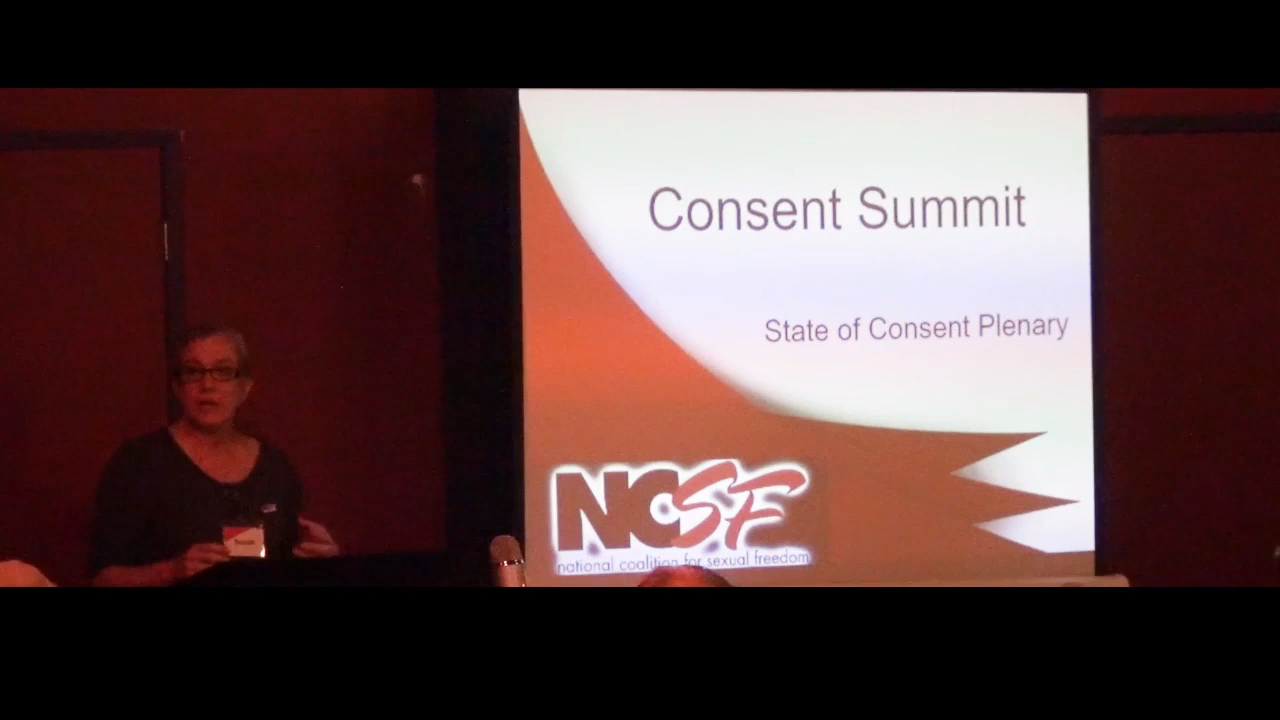 Consent Summit
State of Consent Plenary
NCSF
national coalition for sexual freedom